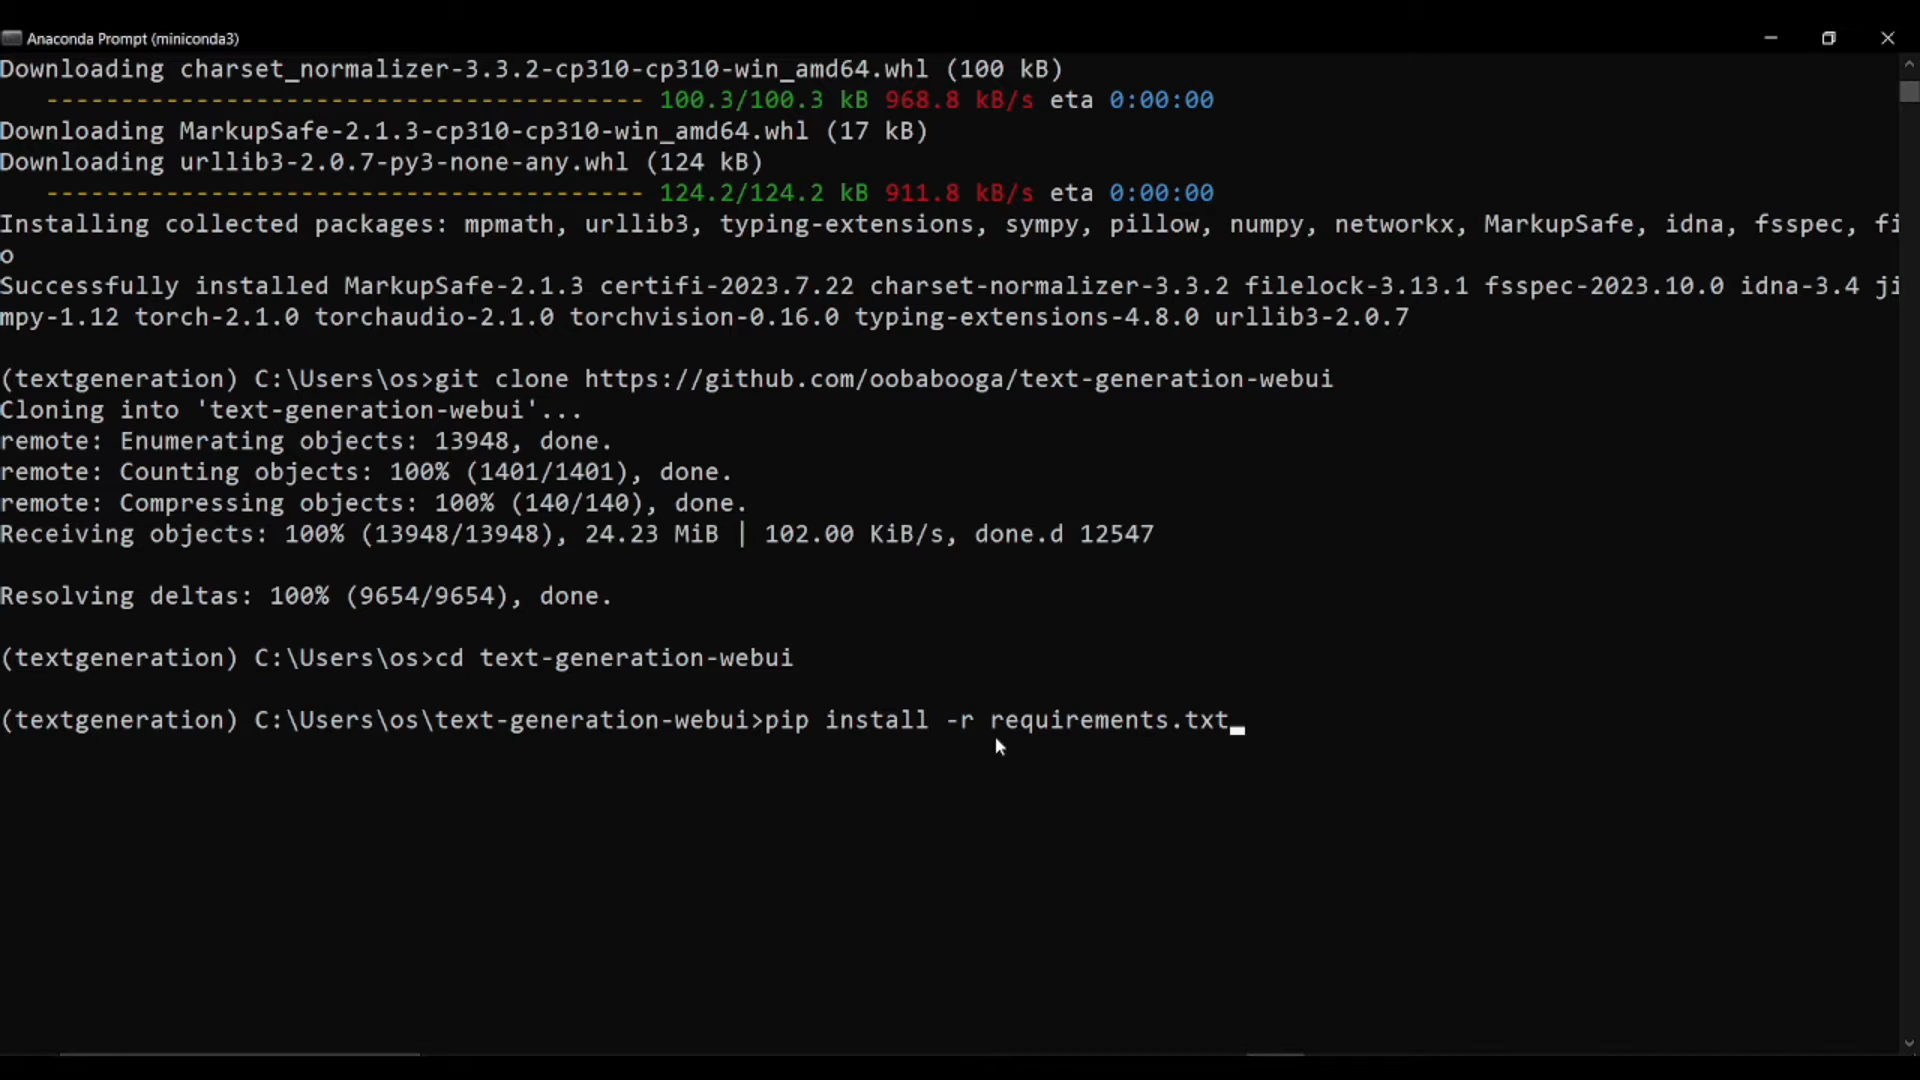 Anaconda Prompt (miniconda3)
Downloading charset_normalizer-3.3.2-cp310-cp310-win_amd64.whl (100 kB)
---------------------------------------- 100.3/100.3 kB 968.8 kB/s eta 0:00:00
Downloading MarkupSafe-2.1.3-cp310-cp310-win_amd64.whl (17 kB)
Downloading urllib3-2.0.7-py3-none-any.whl (124 kB)
---------------------------------------- 124.2/124.2 kB 911.8 kB/s eta 0:00:00
Installing collected packages: mpmath, urllib3, typing-extensions, sympy, pillow, numpy, networkx, MarkupSafe, idna, fsspec, fi
o
Successfully installed MarkupSafe-2.1.3 certifi-2023.7.22 charset-normalizer-3.3.2 filelock-3.13.1 fsspec-2023.10.0 idna-3.4 ji
mpy-1.12 torch-2.1.0 torchaudio-2.1.0 torchvision-0.16.0 typing-extensions-4.8.0 urllib3-2.0.7
(textgeneration) C:\Users\os>git clone https://github.com/oobabooga/text-generation-webui
Cloning into 'text-generation-webui'...
remote: Enumerating objects: 13948, done.
remote: Counting objects: 100% (1401/1401), done.
remote: Compressing objects: 100% (140/140), done.
Receiving objects: 100% (13948/13948), 24.23 MiB | 102.00 KiB/s, done.d 12547
Resolving deltas: 100% (9654/9654), done.
(textgeneration) C:\Users\os>cd text-generation-webui
(textgeneration) C:\Users\os\text-generation-webui>pip install -r requirements.txt